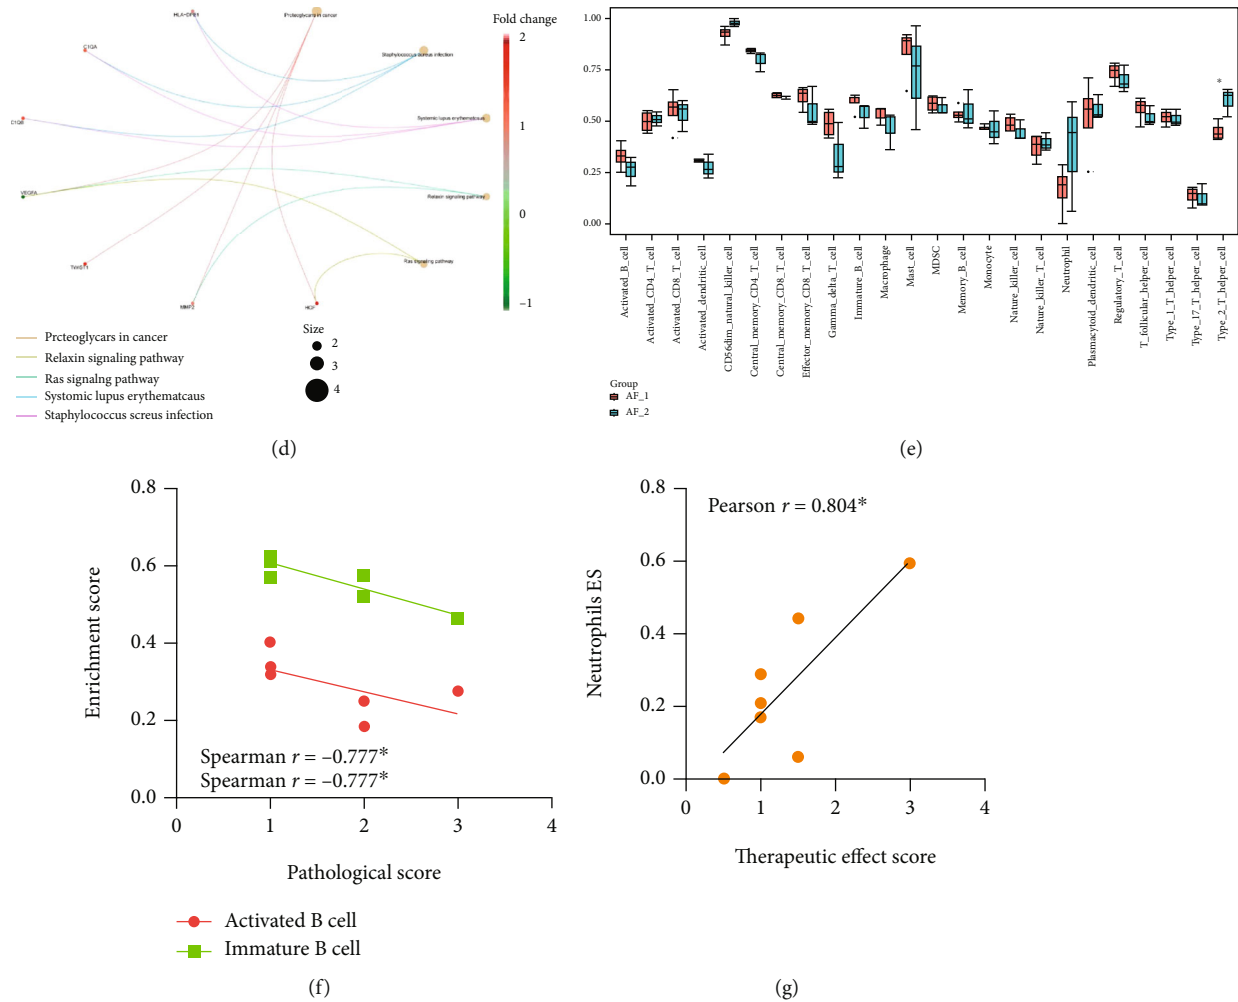 HLA-DPB1
Prcteoglycars in cancer
C1QA
Staphylococcus screus infection
C1QB
Systemic lupus erythematosus
VEGFA
Relaxin signaling pathway
Ras signaling pathway
MMP2
HGF
Fold change
2
1
0
–1
Prcteoglycars in cancer
Relaxin signaling pathway
Ras signalng pathway
Systomic lupus erythematcaus
Staphylococcus screus infection
Size
2
3
4
(d)
1.00
0.75
0.50
0.25
0.00
*
Activated_B_cell
Activated_CD4_T_cell
Activated_CD8_T_cell
Activated_dendritic_cell
CD56dim_natural_killer_cell
Central_memory_CD4_T_cell
Central_memory_CD8_T_cell
Effector_memory_CD8_T_cell
Gamma_delta_T_cell
Immature_B_cell
Macrophage
Mast_cell
MDSC
Memory_B_cell
Monocyte
Nature_killer_cell
Nature_killer_T_cell
Neutrophil
Plasmacytoid_dendritic_cell
Regulatory_T_cell
T_follicular_helper_cell
Type_1_T_helper_cell
Type_17_T_helper_cell
Type_2_T_helper_cell
Group
AF_1
AF_2
(e)
0.8
0.6
0.4
0.2
0.0
Enrichment score
Spearman r = –0.777*
Spearman r = –0.777*
0 1 2 3 4
Pathological score
Activated B cell
Immature B cell
(f)
0.8
0.6
0.4
0.2
0.0
Neutrophils ES
Pearson r = 0.804*
0 1 2 3 4
Therapeutic effect score
(g)